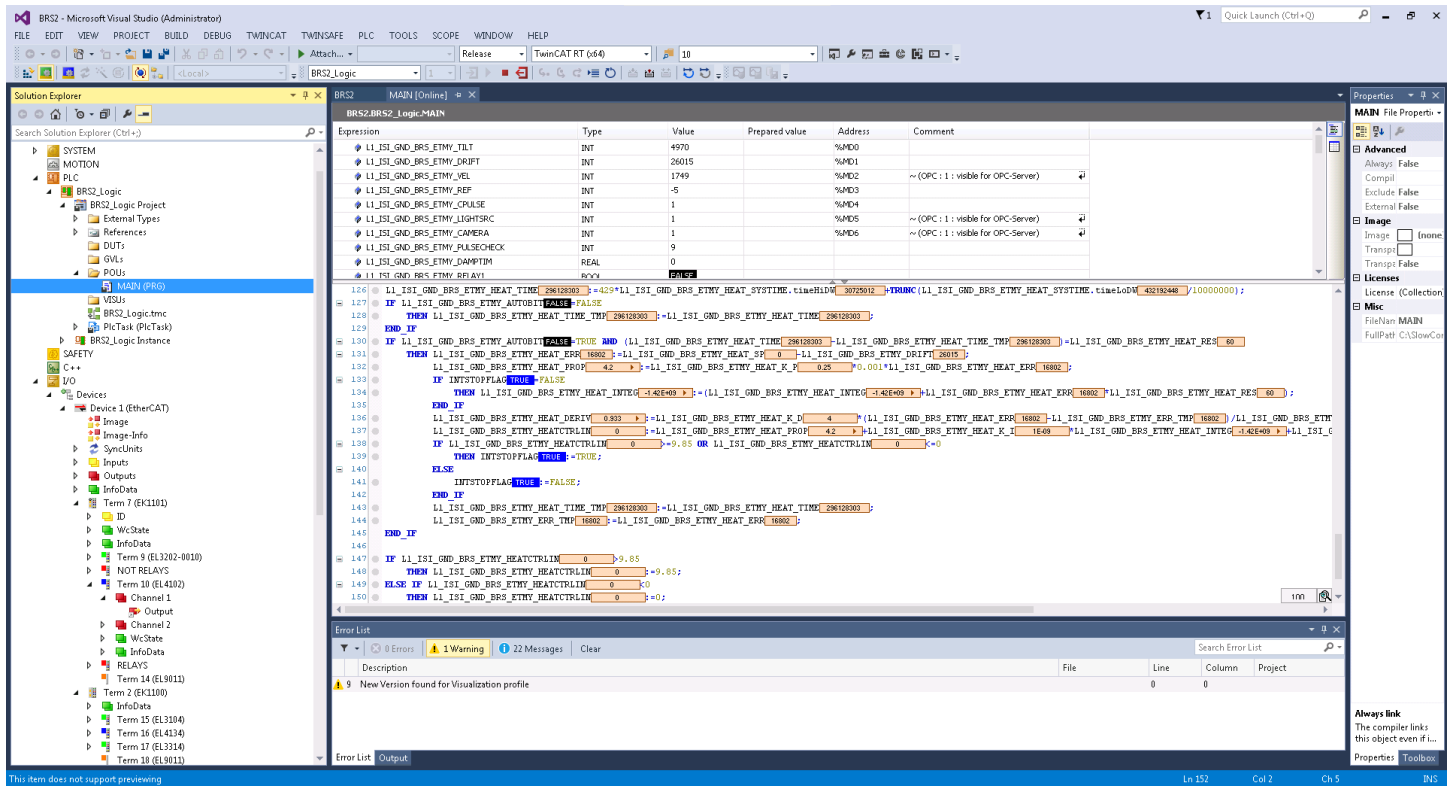 BRS2 - Microsoft Visual Studio (Administrator)
1 Quick Launch (Ctrl+Q)
FILE EDIT VIEW PROJECT BUILD DEBUG TWINCAT TWINSAFE PLC TOOLS SCOPE WINDOW HELP
Attach... Release TwinCAT RT (x64) 10
<Local> BRS2_Logic 1
Solution Explorer
Search Solution Explorer (Ctrl+;)
SYSTEM
MOTION
PLC
BRS2_Logic
BRS2_Logic Project
External Types
References
DUTs
GVLs
POUs
MAIN (PRG)
VISUs
BRS2_Logic.tmc
PlcTask (PlcTask)
BRS2_Logic Instance
SAFETY
C++
I/O
Devices
Device 1 (EtherCAT)
Image
Image-Info
SyncUnits
Inputs
Outputs
InfoData
Term 7 (EK1101)
ID
WcState
InfoData
Term 9 (EL3202-0010)
NOT RELAYS
Term 10 (EL4102)
Channel 1
Output
Channel 2
WcState
InfoData
RELAYS
Term 14 (EL9011)
Term 2 (EK1100)
InfoData
Term 15 (EL3104)
Term 16 (EL4134)
Term 17 (EL3314)
Term 18 (EL9011)
BRS2 MAIN [Online]
BRS2.BRS2_Logic.MAIN
Expression Type Value Prepared value Address Comment
L1_ISI_GND_BRS_ETMY_TILT INT 4970 %MD0
L1_ISI_GND_BRS_ETMY_DRIFT INT 26015 %MD1
L1_ISI_GND_BRS_ETMY_VEL INT 1749 %MD2 ~ (OPC : 1 : visible for OPC-Server)
L1_ISI_GND_BRS_ETMY_REF INT -5 %MD3
L1_ISI_GND_BRS_ETMY_CPULSE INT 1 %MD4
L1_ISI_GND_BRS_ETMY_LIGHTSRC INT 1 %MD5 ~ (OPC : 1 : visible for OPC-Server)
L1_ISI_GND_BRS_ETMY_CAMERA INT 1 %MD6 ~ (OPC : 1 : visible for OPC-Server)
L1_ISI_GND_BRS_ETMY_PULSECHECK INT 9
L1_ISI_GND_BRS_ETMY_DAMPTIM REAL 0
L1_ISI_GND_BRS_ETMY_RELAY1 BOOL FALSE
126 L1_ISI_GND_BRS_ETMY_HEAT_TIME 296128303 :=429*L1_ISI_GND_BRS_ETMY_HEAT_SYSTIME.timeHiDW 30725012 +TRUNC(L1_ISI_GND_BRS_ETMY_HEAT_SYSTIME.timeLoDW 432192448 /10000000);
127 IF L1_ISI_GND_BRS_ETMY_AUTOBIT FALSE =FALSE
128 THEN L1_ISI_GND_BRS_ETMY_HEAT_TIME_TMP 296128303 :=L1_ISI_GND_BRS_ETMY_HEAT_TIME 296128303 ;
129 END_IF
130 IF L1_ISI_GND_BRS_ETMY_AUTOBIT FALSE =TRUE AND (L1_ISI_GND_BRS_ETMY_HEAT_TIME 296128303 -L1_ISI_GND_BRS_ETMY_HEAT_TIME_TMP 296128303 )=L1_ISI_GND_BRS_ETMY_HEAT_RES 60
131 THEN L1_ISI_GND_BRS_ETMY_HEAT_ERR 16802 :=L1_ISI_GND_BRS_ETMY_HEAT_SP 0 -L1_ISI_GND_BRS_ETMY_DRIFT 26015 ;
132 L1_ISI_GND_BRS_ETMY_HEAT_PROP 4.2 :=L1_ISI_GND_BRS_ETMY_HEAT_K_P 0.25 *0.001*L1_ISI_GND_BRS_ETMY_HEAT_ERR 16802 ;
133 IF INTSTOPFLAG TRUE =FALSE
134 THEN L1_ISI_GND_BRS_ETMY_HEAT_INTEG -1.42E+09 :=(L1_ISI_GND_BRS_ETMY_HEAT_INTEG -1.42E+09 +L1_ISI_GND_BRS_ETMY_HEAT_ERR 16802 *L1_ISI_GND_BRS_ETMY_HEAT_RES 60 );
135 END_IF
136 L1_ISI_GND_BRS_ETMY_HEAT_DERIV 0.933 :=L1_ISI_GND_BRS_ETMY_HEAT_K_D 4 *(L1_ISI_GND_BRS_ETMY_HEAT_ERR 16802 -L1_ISI_GND_BRS_ETMY_ERR_TMP 16802 )/L1_ISI_GND_BRS_ETM
137 L1_ISI_GND_BRS_ETMY_HEATCTRLIN 0 :=L1_ISI_GND_BRS_ETMY_HEAT_PROP 4.2 +L1_ISI_GND_BRS_ETMY_HEAT_K_I 1E-09 *L1_ISI_GND_BRS_ETMY_HEAT_INTEG -1.42E+09 +L1_ISI_G
138 IF L1_ISI_GND_BRS_ETMY_HEATCTRLIN 0 >=9.85 OR L1_ISI_GND_BRS_ETMY_HEATCTRLIN 0 <=0
139 THEN INTSTOPFLAG TRUE :=TRUE;
140 ELSE
141 INTSTOPFLAG TRUE :=FALSE;
142 END_IF
143 L1_ISI_GND_BRS_ETMY_HEAT_TIME_TMP 296128303 :=L1_ISI_GND_BRS_ETMY_HEAT_TIME 296128303 ;
144 L1_ISI_GND_BRS_ETMY_ERR_TMP 16802 :=L1_ISI_GND_BRS_ETMY_HEAT_ERR 16802 ;
145 END_IF
146
147 IF L1_ISI_GND_BRS_ETMY_HEATCTRLIN 0 >9.85
148 THEN L1_ISI_GND_BRS_ETMY_HEATCTRLIN 0 :=9.85;
149 ELSE IF L1_ISI_GND_BRS_ETMY_HEATCTRLIN 0 <0
150 THEN L1_ISI_GND_BRS_ETMY_HEATCTRLIN 0 :=0;
100
Error List
0 Errors 1 Warning 22 Messages Clear Search Error List
Description File Line Column Project
9 New Version found for Visualization profile 0 0
Error List Output
Properties
MAIN File Properti
Advanced
Always False
Compil
Exclude False
External False
Image
Image (none
Transpa
Transpa False
Licenses
License (Collection
Misc
FileNam MAIN
FullPath C:\SlowCo
Always link
The compiler links
this object even if i...
Properties Toolbox
This item does not support previewing Ln 152 Col 2 Ch 5 INS